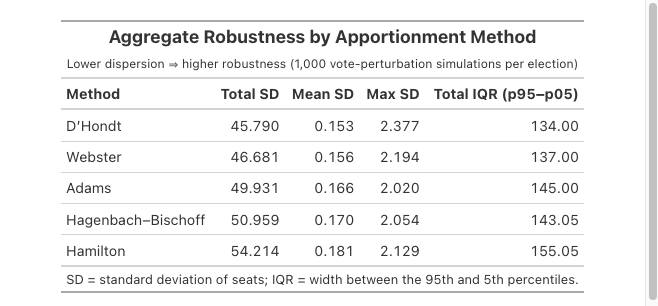 Aggregate Robustness by Apportionment Method
Lower dispersion ⇒ higher robustness (1,000 vote-perturbation simulations per election)
Method Total SD Mean SD Max SD Total IQR (p95–p05)
D’Hondt 45.790 0.153 2.377 134.00
Webster 46.681 0.156 2.194 137.00
Adams 49.931 0.166 2.020 145.00
Hagenbach–Bischoff 50.959 0.170 2.054 143.05
Hamilton 54.214 0.181 2.129 155.05
SD = standard deviation of seats; IQR = width between the 95th and 5th percentiles.